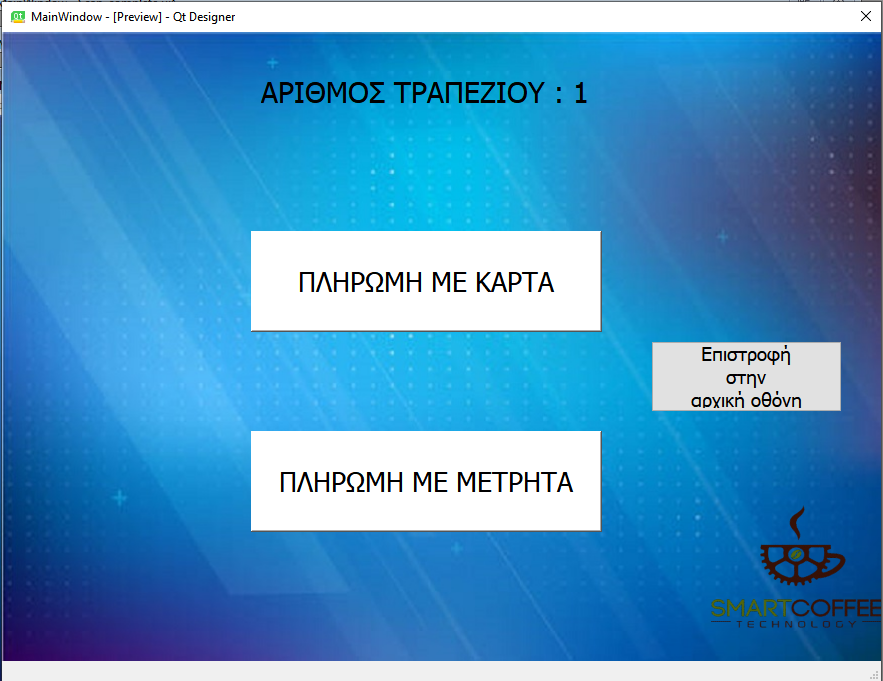 MainWindow - [Preview] - Qt Designer
ΑΡΙΘΜΟΣ ΤΡΑΠΕΖΙΟΥ : 1
ΠΛΗΡΩΜΗ ΜΕ ΚΑΡΤΑ
Επιστροφή
στην
αρχική οθόνη
ΠΛΗΡΩΜΗ ΜΕ ΜΕΤΡΗΤΑ
SMARTCOFFEE
TECHNOLOGY